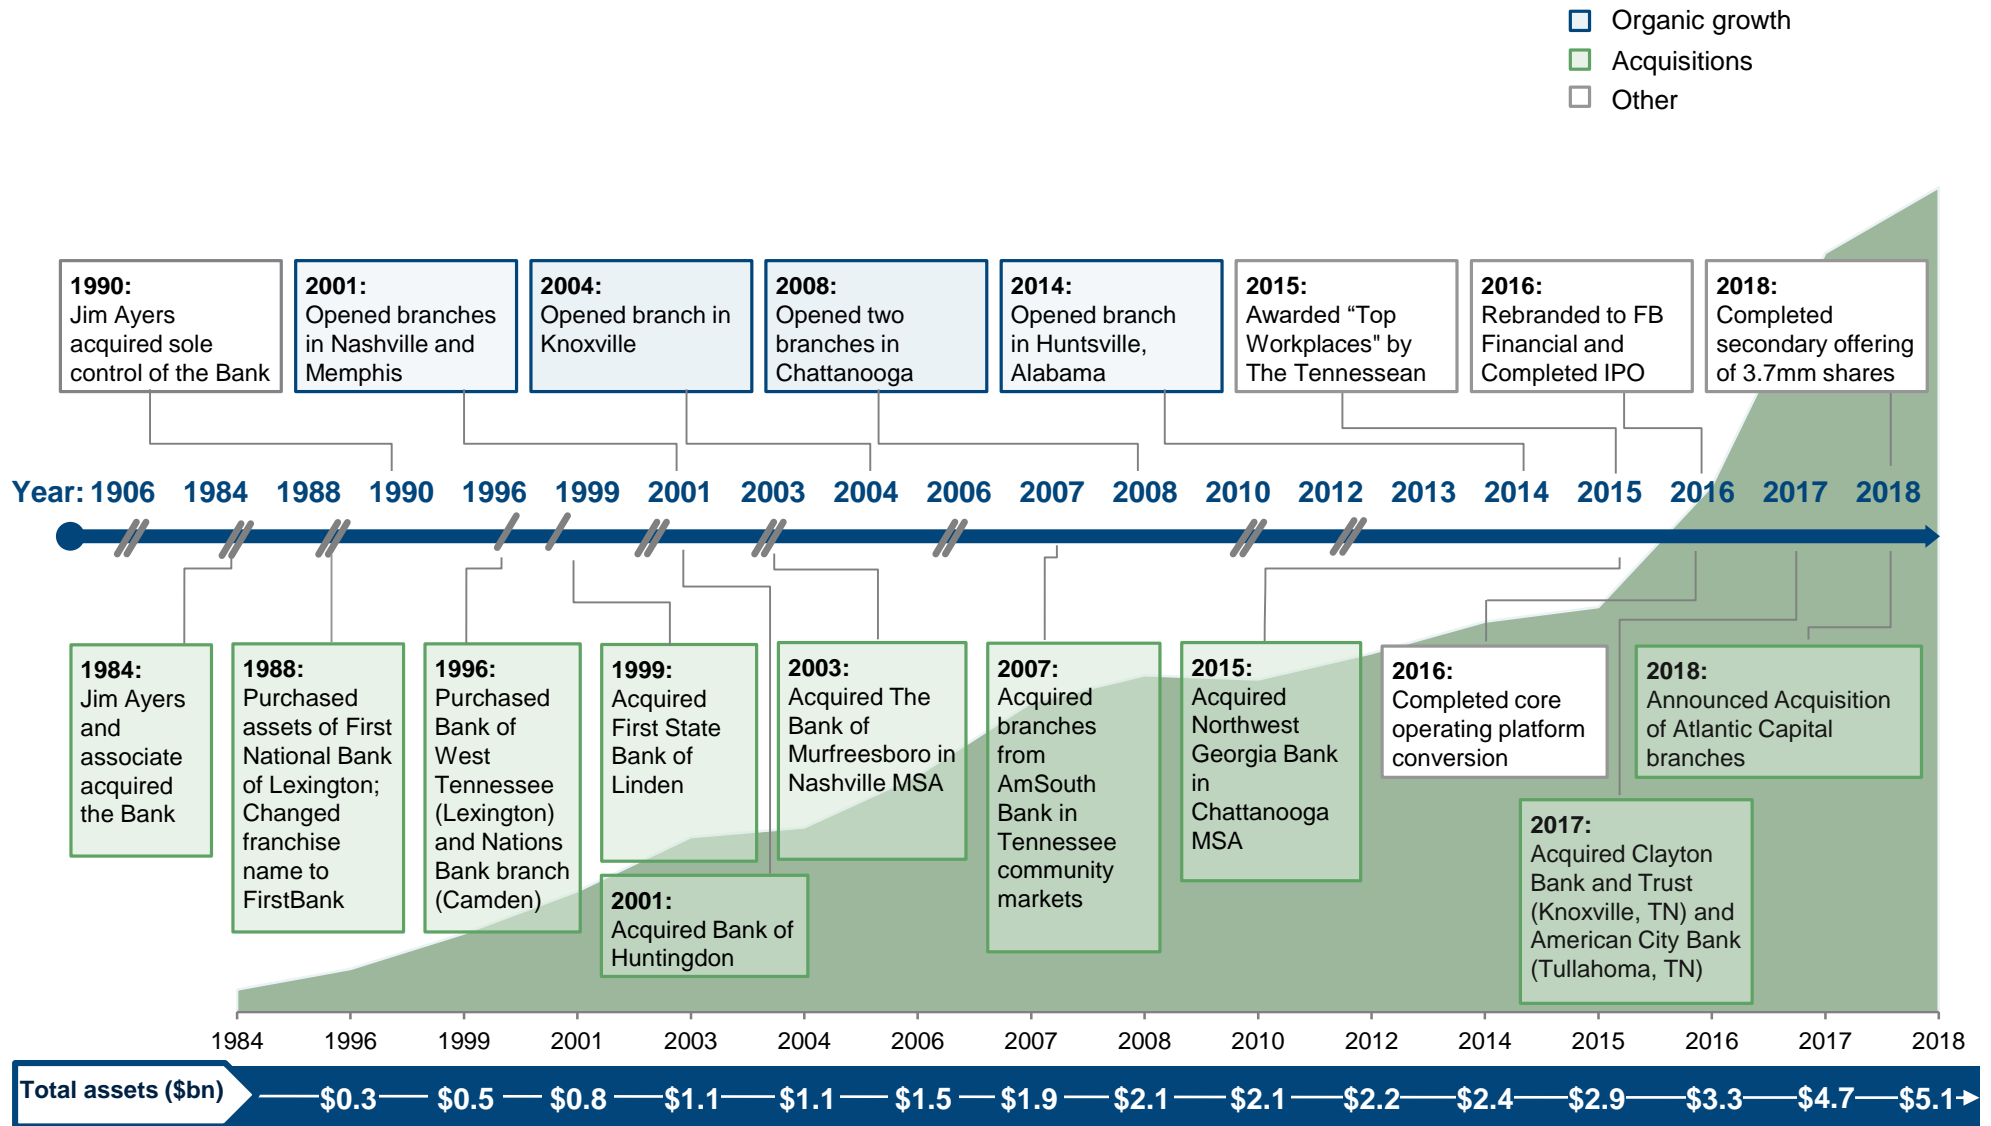 Organic growth
Acquisitions
Other
1990:
Jim Ayers
acquired sole
control of the Bank
2001:
Opened branches
in Nashville and
Memphis
2004:
Opened branch in
Knoxville
2008:
Opened two
branches in
Chattanooga
2014:
Opened branch
in Huntsville,
Alabama
2015:
Awarded “Top
Workplaces" by
The Tennessean
2016:
Rebranded to FB
Financial and
Completed IPO
2018:
Completed
secondary offering
of 3.7mm shares
Year: 1906 1984 1988 1990 1996 1999 2001 2003 2004 2006 2007 2008 2010 2012 2013 2014 2015 2016 2017 2018
1984:
Jim Ayers
and
associate
acquired
the Bank
1988:
Purchased
assets of First
National Bank
of Lexington;
Changed
franchise
name to
FirstBank
1996:
Purchased
Bank of
West
Tennessee
(Lexington)
and Nations
Bank branch
(Camden)
1999:
Acquired
First State
Bank of
Linden
2001:
Acquired Bank of
Huntingdon
2003:
Acquired The
Bank of
Murfreesboro in
Nashville MSA
2007:
Acquired
branches
from
AmSouth
Bank in
Tennessee
community
markets
2015:
Acquired
Northwest
Georgia Bank
in
Chattanooga
MSA
2016:
Completed core
operating platform
conversion
2017:
Acquired Clayton
Bank and Trust
(Knoxville, TN) and
American City Bank
(Tullahoma, TN)
2018:
Announced Acquisition
of Atlantic Capital
branches
1984 1996 1999 2001 2003 2004 2006 2007 2008 2010 2012 2014 2015 2016 2017 2018
Total assets ($bn) $0.3 $0.5 $0.8 $1.1 $1.1 $1.5 $1.9 $2.1 $2.1 $2.2 $2.4 $2.9 $3.3 $4.7 $5.1